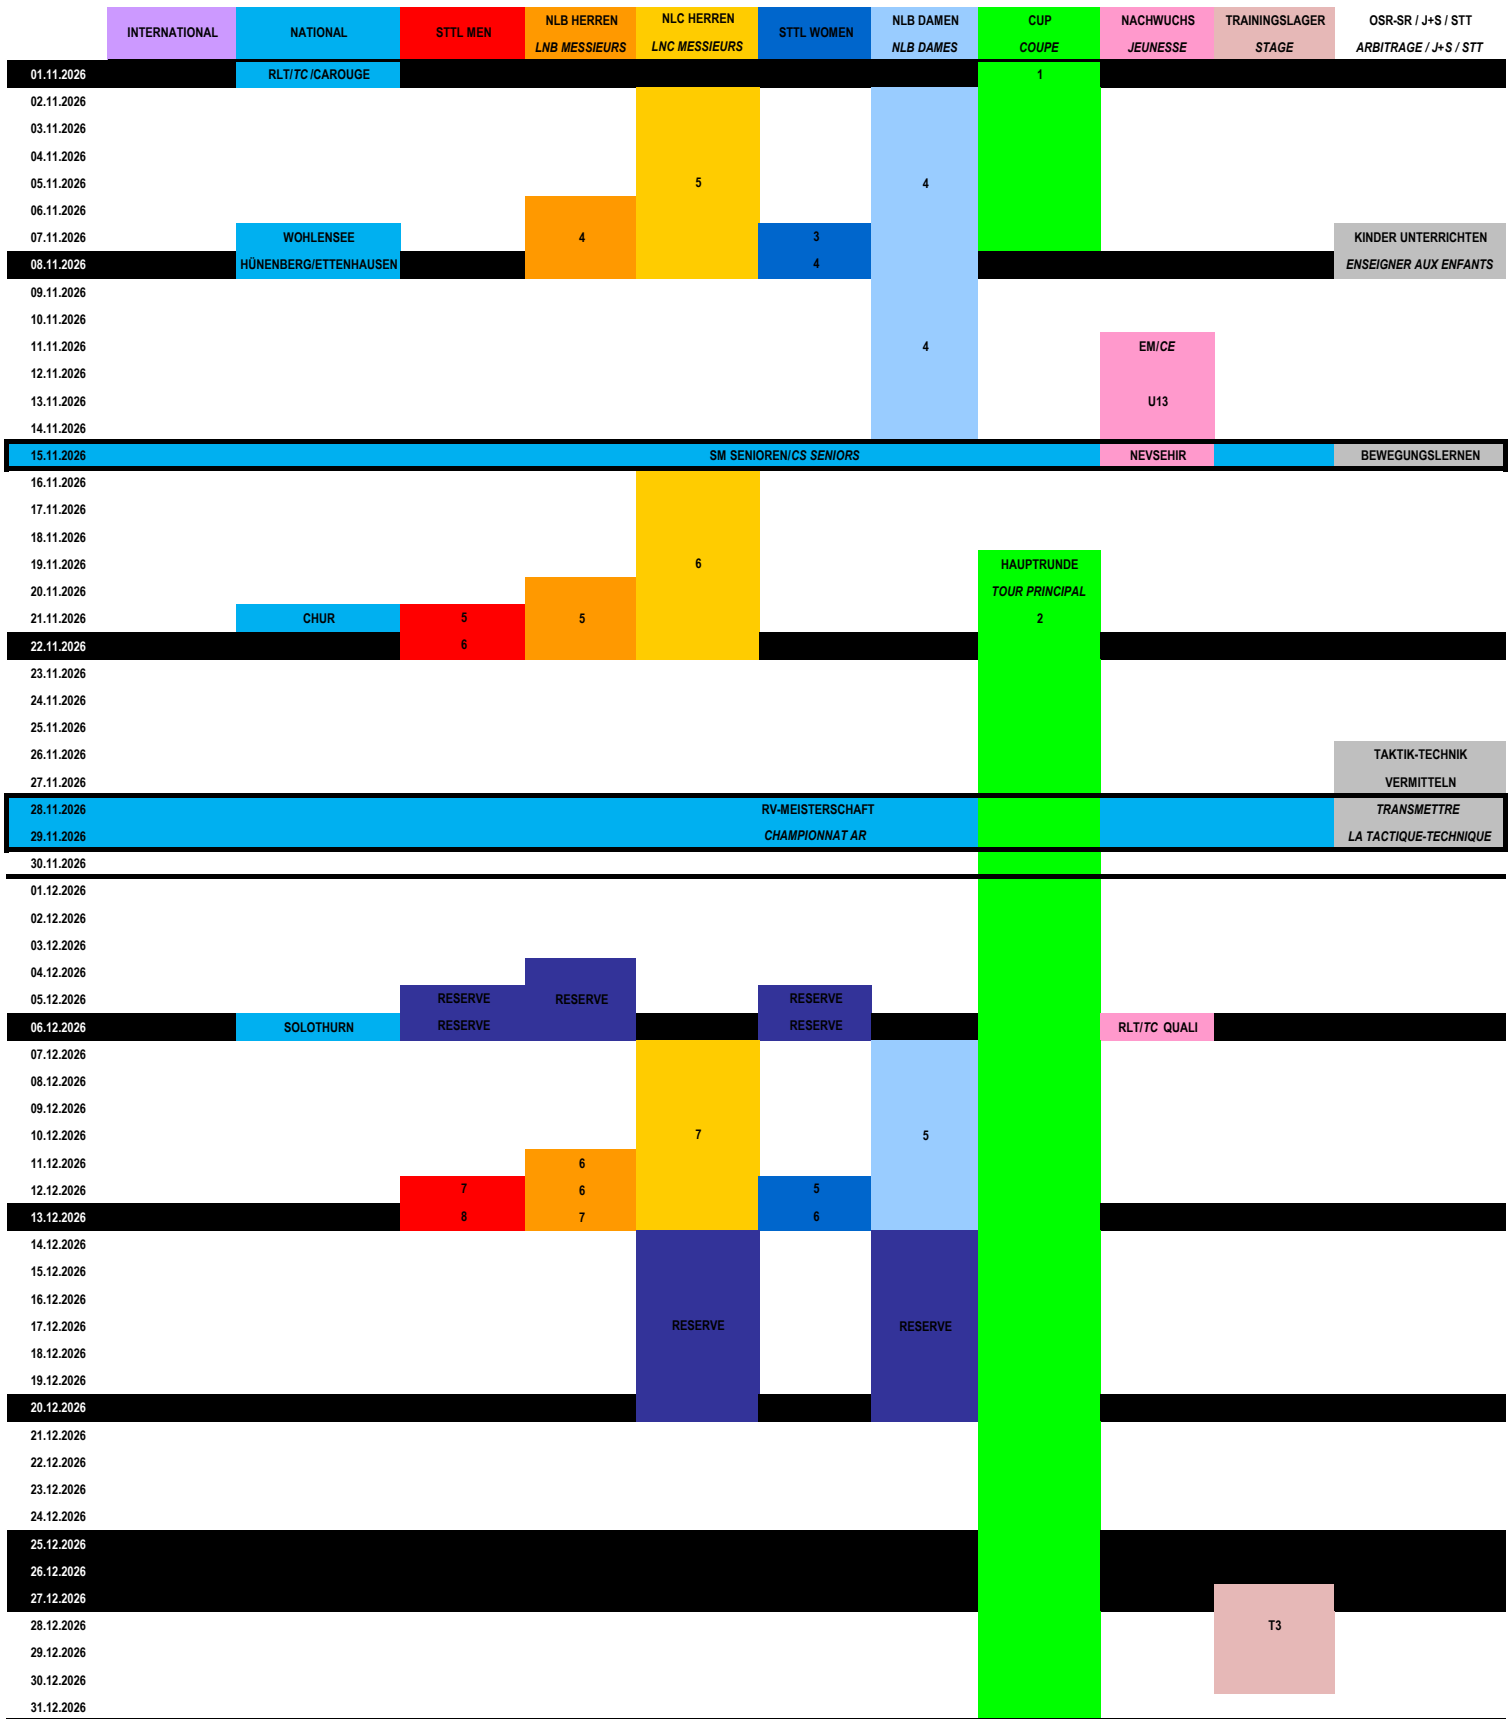 INTERNATIONAL NATIONAL STTL MEN NLB HERREN NLC HERREN STTL WOMEN NLB DAMEN CUP NACHWUCHS TRAININGSLAGER OSR-SR / J+S / STT
LNB MESSIEURS LNC MESSIEURS NLB DAMES COUPE JEUNESSE STAGE ARBITRAGE / J+S / STT
01.11.2026 RLT/TC/CAROUGE 1
02.11.2026
03.11.2026
04.11.2026
05.11.2026 5 4
06.11.2026
07.11.2026 WOHLENSEE 4 3 KINDER UNTERRICHTEN
08.11.2026 HÜNENBERG/ETTENHAUSEN 4 ENSEIGNER AUX ENFANTS
09.11.2026
10.11.2026
11.11.2026 4 EM/CE
12.11.2026
13.11.2026 U13
14.11.2026
15.11.2026 SM SENIOREN/CS SENIORS NEVSEHIR BEWEGUNGSLERNEN
16.11.2026
17.11.2026
18.11.2026
19.11.2026 6 HAUPTRUNDE
20.11.2026 TOUR PRINCIPAL
21.11.2026 CHUR 5 5 2
22.11.2026 6
23.11.2026
24.11.2026
25.11.2026
26.11.2026 TAKTIK-TECHNIK
27.11.2026 VERMITTELN
28.11.2026 RV-MEISTERSCHAFT TRANSMETTRE
29.11.2026 CHAMPIONNAT AR LA TACTIQUE-TECHNIQUE
30.11.2026
01.12.2026
02.12.2026
03.12.2026
04.12.2026
05.12.2026 RESERVE RESERVE RESERVE
06.12.2026 SOLOTHURN RESERVE RESERVE RLT/TC QUALI
07.12.2026
08.12.2026
09.12.2026
10.12.2026 7 5
11.12.2026 6
12.12.2026 7 6 5
13.12.2026 8 7 6
14.12.2026
15.12.2026
16.12.2026
17.12.2026 RESERVE RESERVE
18.12.2026
19.12.2026
20.12.2026
21.12.2026
22.12.2026
23.12.2026
24.12.2026
25.12.2026
26.12.2026
27.12.2026
28.12.2026 T3
29.12.2026
30.12.2026
31.12.2026